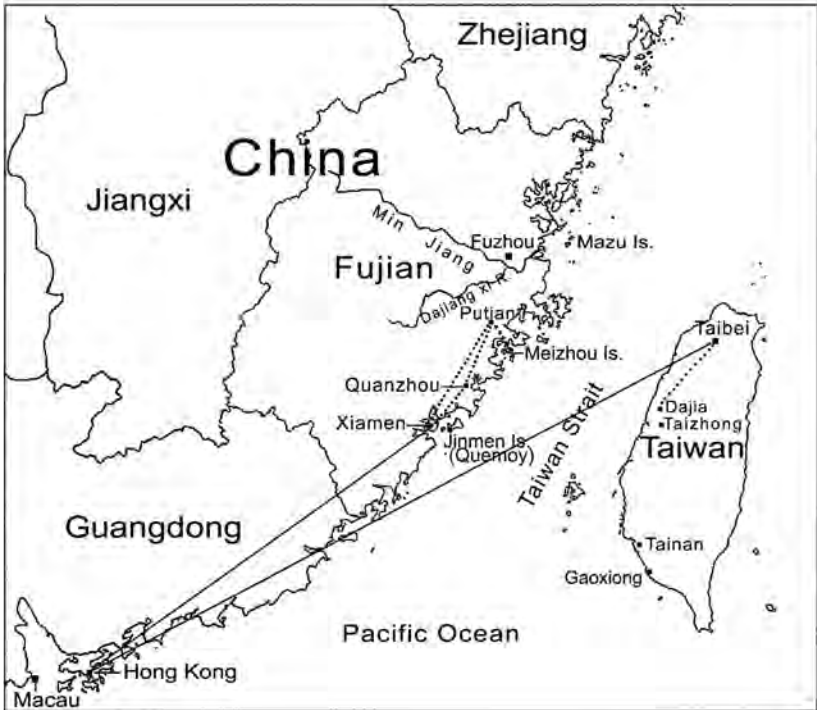 Zhejiang
China
Jiangxi
Min Jiang
Fuzhou
Mazu Is.
Fujian
Dajiang Xi R.
Putian
Taibei
Meizhou Is.
Quanzhou
Dajia
Xiamen
Taizhong
Jinmen Is.
(Quemoy)
Taiwan Strait
Taiwan
Guangdong
Tainan
Gaoxiong
Pacific Ocean
Hong Kong
Macau